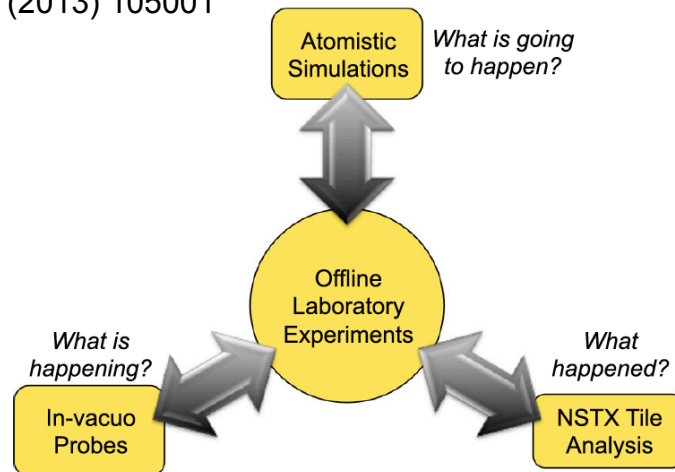 (2013) 105001
Atomistic
Simulations
What is going
to happen?
Offline
Laboratory
Experiments
What is
happening?
In-vacuo
Probes
What
happened?
NSTX Tile
Analysis